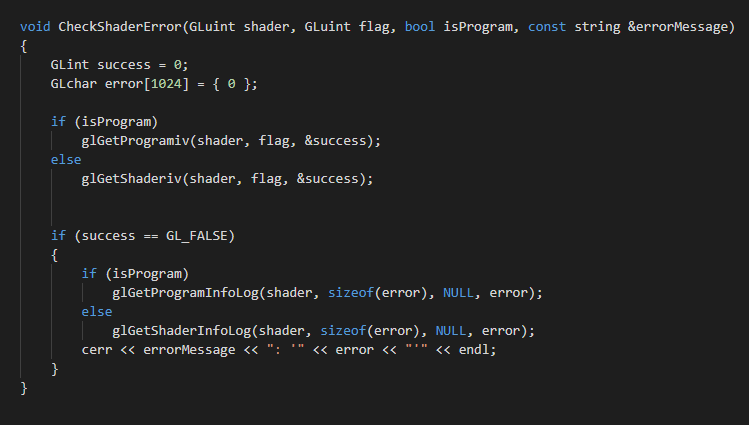 void CheckShaderError(GLuint shader, GLuint flag, bool isProgram, const string &errorMessage)
{
    GLint success = 0;
    GLchar error[1024] = { 0 };

    if (isProgram)
        glGetProgramiv(shader, flag, &success);
    else
        glGetShaderiv(shader, flag, &success);


    if (success == GL_FALSE)
    {
        if (isProgram)
            glGetProgramInfoLog(shader, sizeof(error), NULL, error);
        else
            glGetShaderInfoLog(shader, sizeof(error), NULL, error);
        cerr << errorMessage << ": '" << error << "'" << endl;
    }
}